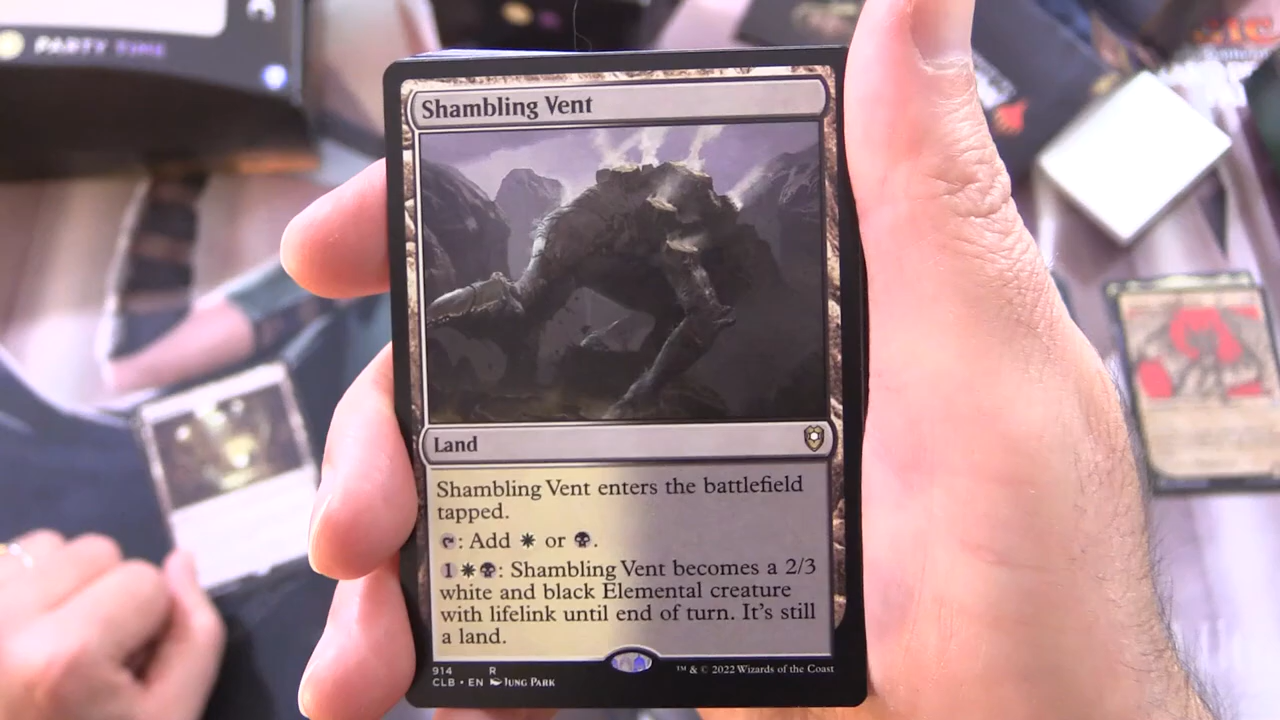 PARTY TIME
Shambling Vent
Land
Shambling Vent enters the battlefield
tapped.
: Add or .
1 : Shambling Vent becomes a 2/3
white and black Elemental creature
with lifelink until end of turn. It's still
a land.
914 R
CLB • EN JUNG PARK
™ & © 2022 Wizards of the Coast